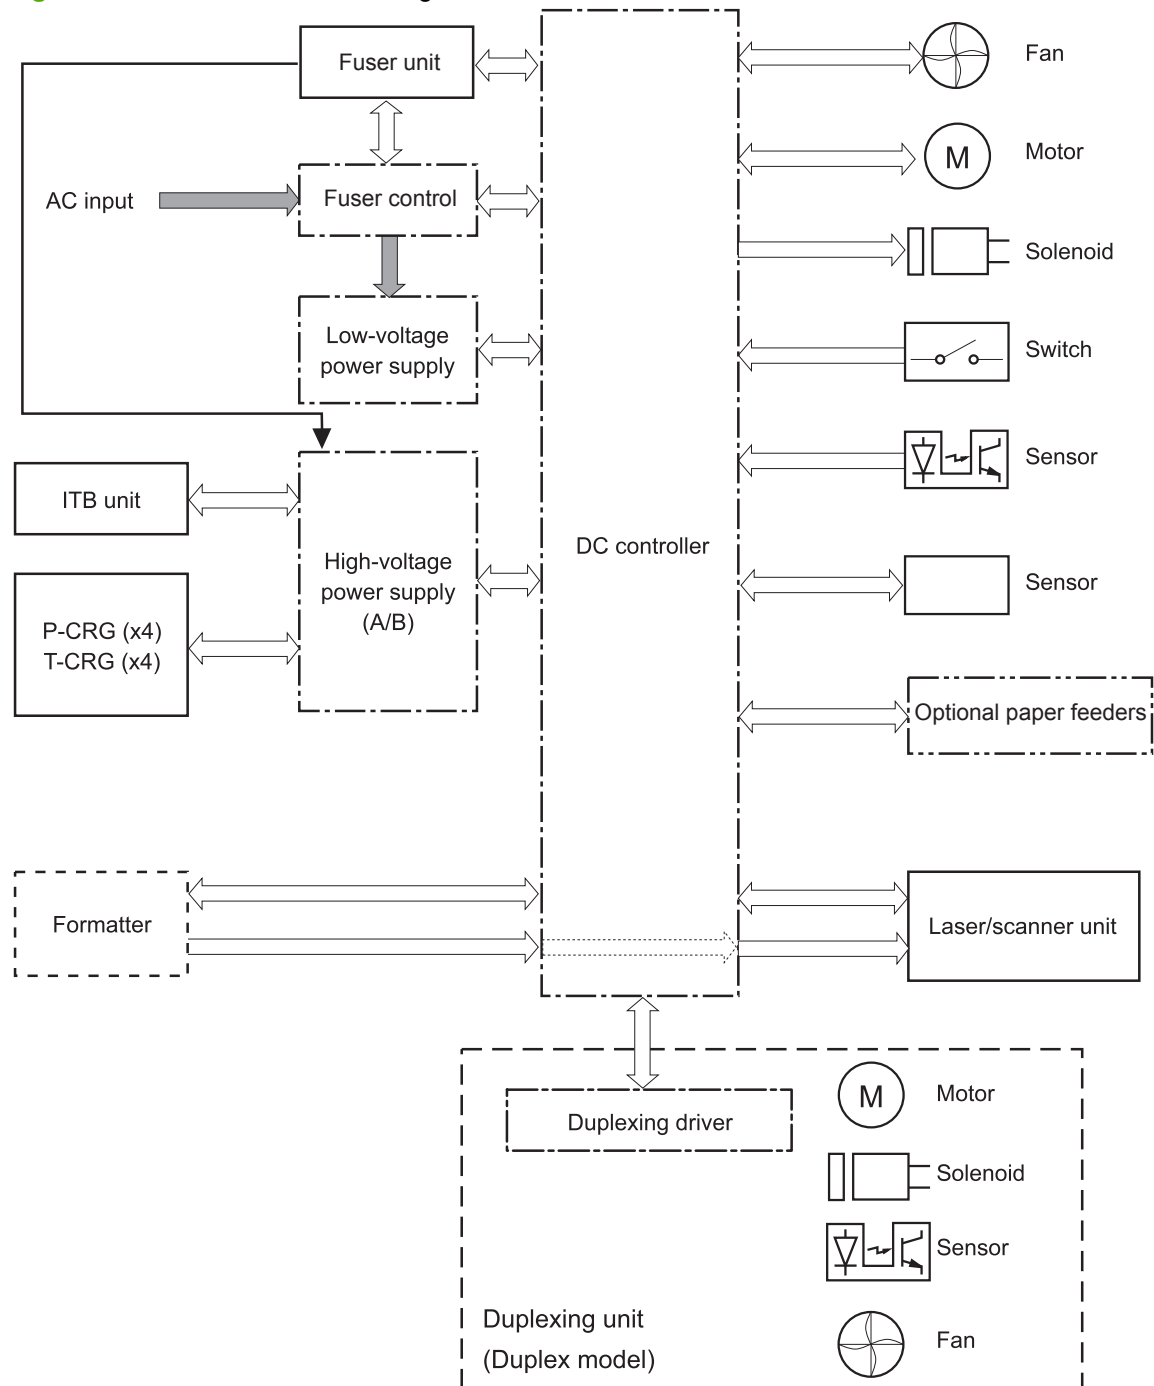 Fuser unit
Fan
Motor
M
AC input
Fuser control
Solenoid
Low-voltage
power supply
Switch
Sensor
ITB unit
DC controller
High-voltage
power supply
(A/B)
Sensor
P-CRG (x4)
T-CRG (x4)
Optional paper feeders
Formatter
Laser/scanner unit
M
Motor
Duplexing driver
Solenoid
Sensor
Duplexing unit
(Duplex model)
Fan